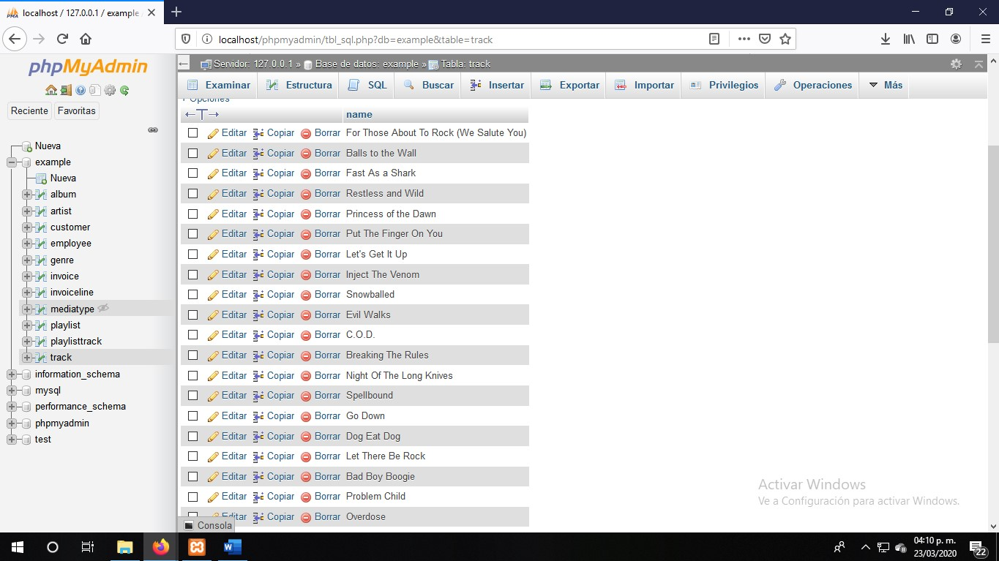 localhost / 127.0.0.1 / example
localhost/phpmyadmin/tbl_sql.php?db=example&table=track
phpMyAdmin
Reciente Favoritas
Nueva
example
Nueva
album
artist
customer
employee
genre
invoice
invoiceline
mediatype
playlist
playlisttrack
track
information_schema
mysql
performance_schema
phpmyadmin
test
Servidor: 127.0.0.1 » Base de datos: example » Tabla: track
Examinar Estructura SQL Buscar Insertar Exportar Importar Privilegios Operaciones Más
+ Opciones
←T→ name
Editar Copiar Borrar For Those About To Rock (We Salute You)
Editar Copiar Borrar Balls to the Wall
Editar Copiar Borrar Fast As a Shark
Editar Copiar Borrar Restless and Wild
Editar Copiar Borrar Princess of the Dawn
Editar Copiar Borrar Put The Finger On You
Editar Copiar Borrar Let's Get It Up
Editar Copiar Borrar Inject The Venom
Editar Copiar Borrar Snowballed
Editar Copiar Borrar Evil Walks
Editar Copiar Borrar C.O.D.
Editar Copiar Borrar Breaking The Rules
Editar Copiar Borrar Night Of The Long Knives
Editar Copiar Borrar Spellbound
Editar Copiar Borrar Go Down
Editar Copiar Borrar Dog Eat Dog
Editar Copiar Borrar Let There Be Rock
Editar Copiar Borrar Bad Boy Boogie
Editar Copiar Borrar Problem Child
Editar Copiar Borrar Overdose
Consola
Activar Windows
Ve a Configuración para activar Windows.
04:10 p. m.
23/03/2020
22